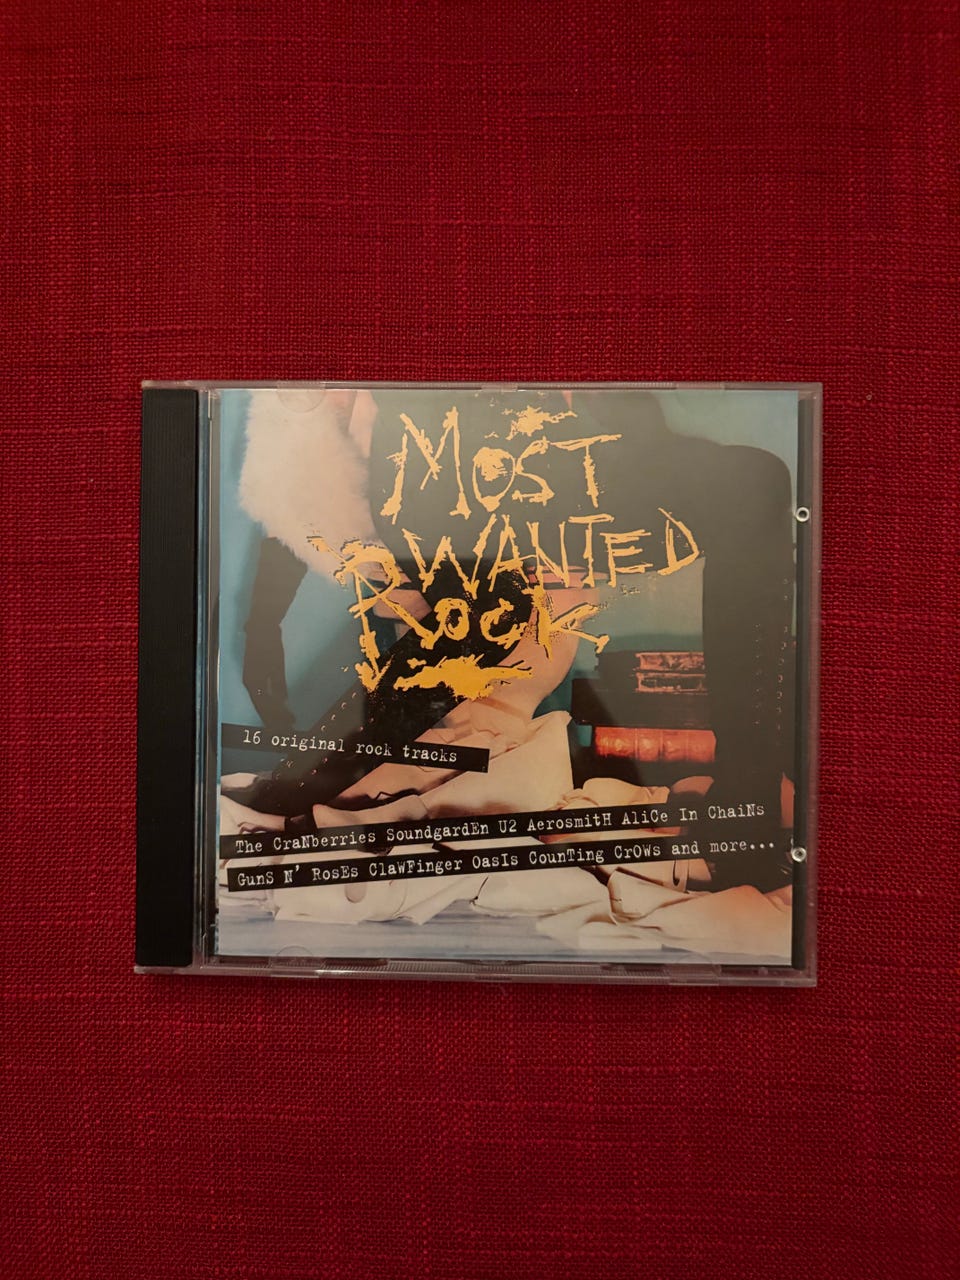 MOST
WANTED
ROCK
16 original rock tracks
The CraNberries SoundgardEn U2 AerosmitH AliCe In ChaiNs
GunS N' RosEs ClaWFinger OasIs CounTing CrOWs and more...